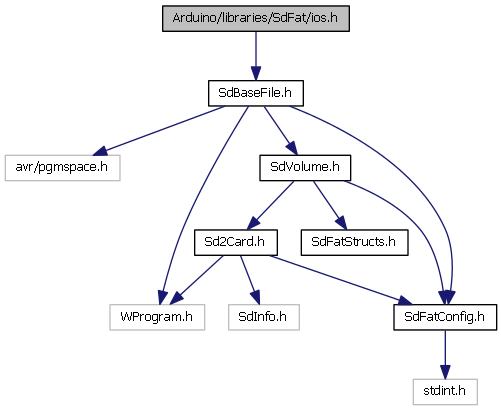 Arduino/libraries/SdFat/ios.h
SdBaseFile.h
avr/pgmspace.h
SdVolume.h
Sd2Card.h
SdFatStructs.h
WProgram.h
SdInfo.h
SdFatConfig.h
stdint.h